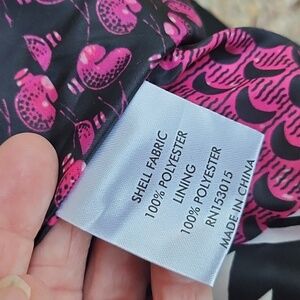 SHELL FABRIC
100% POLYESTER
LINING
100% POLYESTER
RN153015
MADE IN CHINA